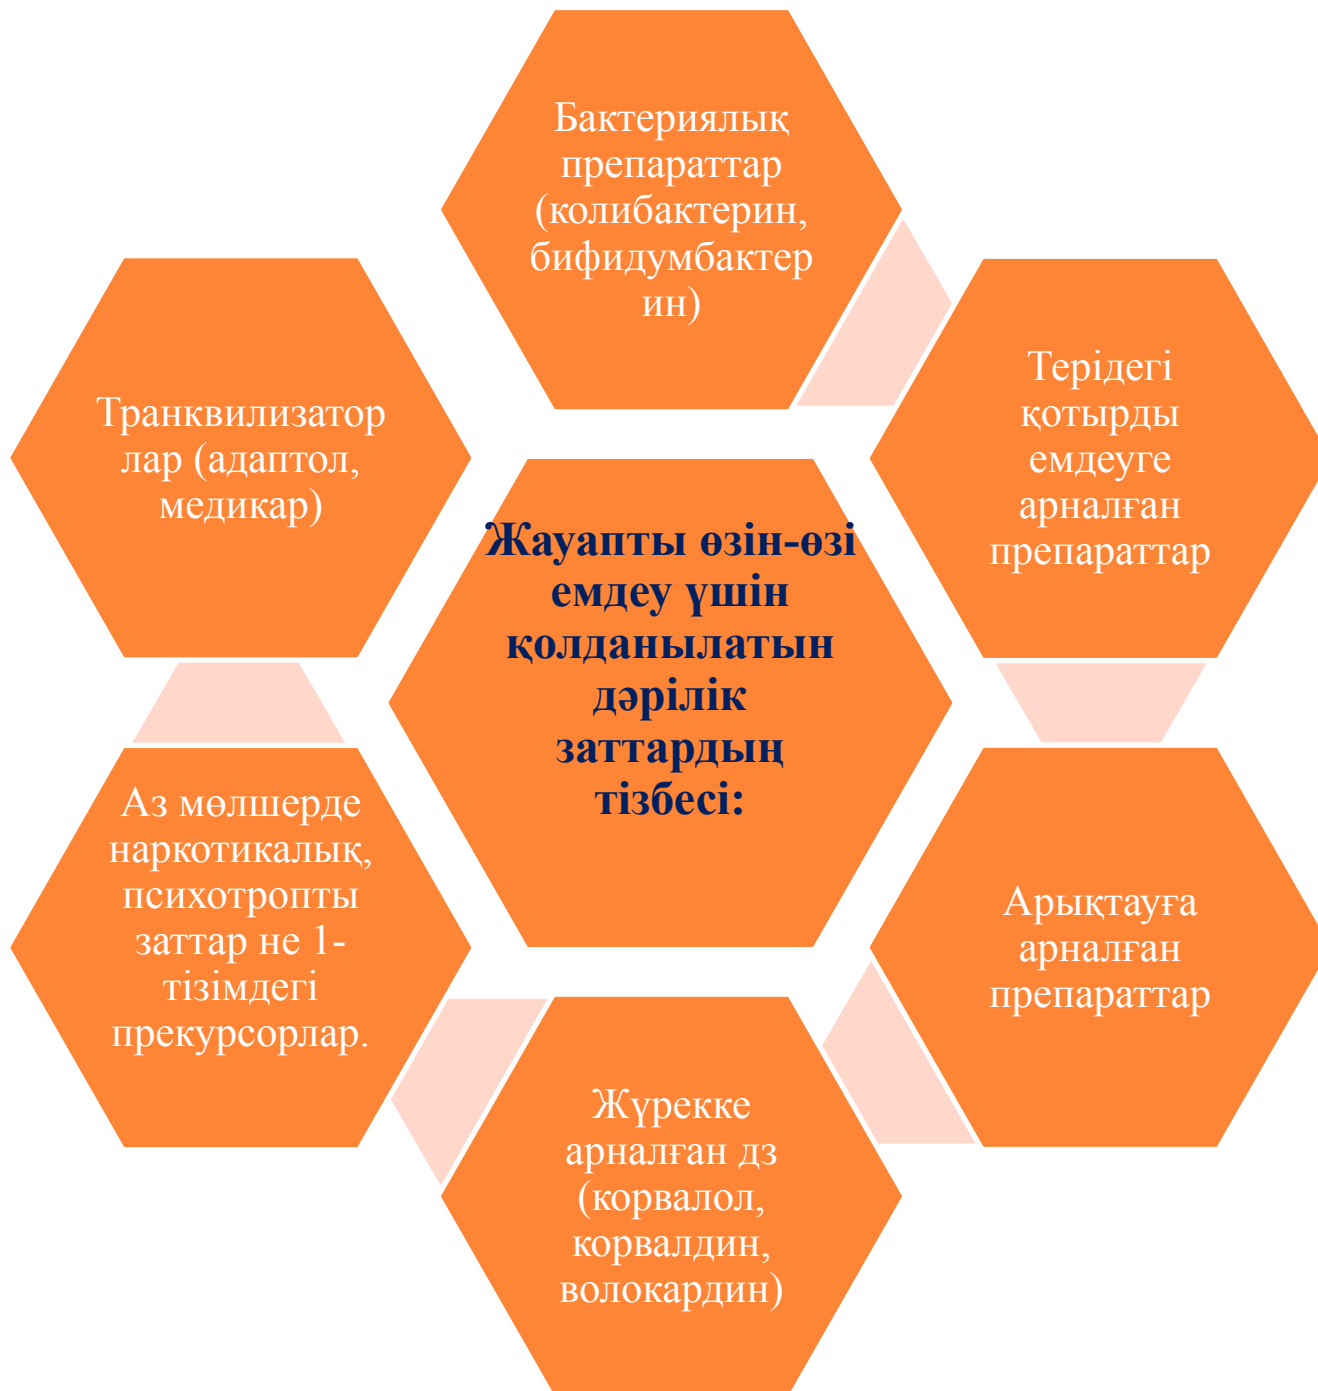 Бактериялық
препараттар
(колибактерин,
бифидумбактер
ин)
Терідегі
қотырды
емдеуге
арналған
препараттар
Арықтауға
арналған
препараттар
Жүрекке
арналған дз
(корвалол,
корвалдин,
волокардин)
Аз мөлшерде
наркотикалық,
психотропты
заттар не 1-
тізімдегі
прекурсорлар.
Транквилизатор
лар (адаптол,
медикар)
Жауапты өзін-өзі
емдеу үшін
қолданылатын
дәрілік
заттардың
тізбесі: